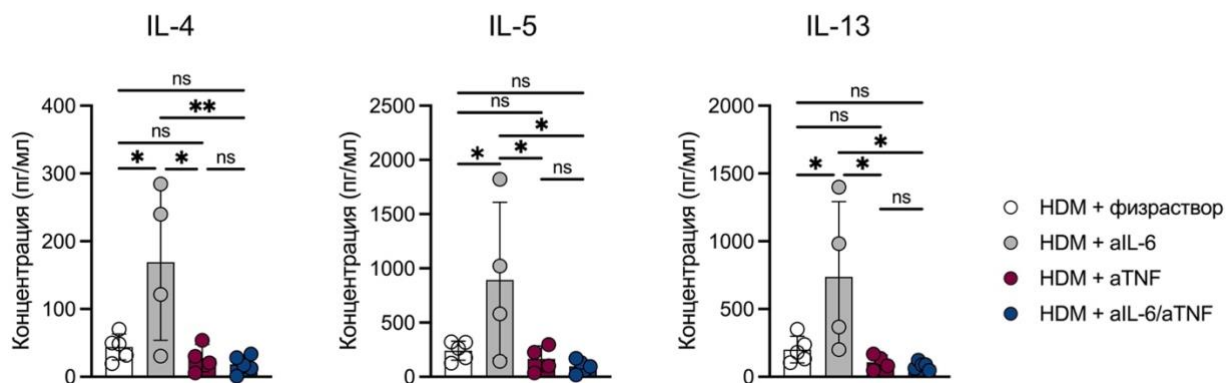 IL-4
ns
**
ns
*
*
ns
Концентрация (пг/мл)
400
300
200
100
0
IL-5
ns
ns
*
*
*
ns
Концентрация (пг/мл)
2500
2000
1500
1000
500
0
IL-13
ns
ns
*
*
*
ns
Концентрация (пг/мл)
2000
1500
1000
500
0
HDM + физраствор
HDM + aIL-6
HDM + aTNF
HDM + aIL-6/aTNF